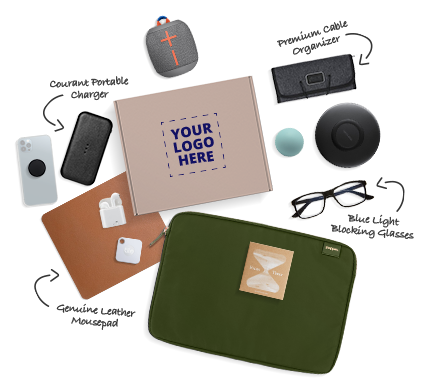 Premium Cable
Organizer
Courant Portable
Charger
YOUR
LOGO
HERE
Blue Light
Blocking Glasses
Genuine Leather
Mousepad